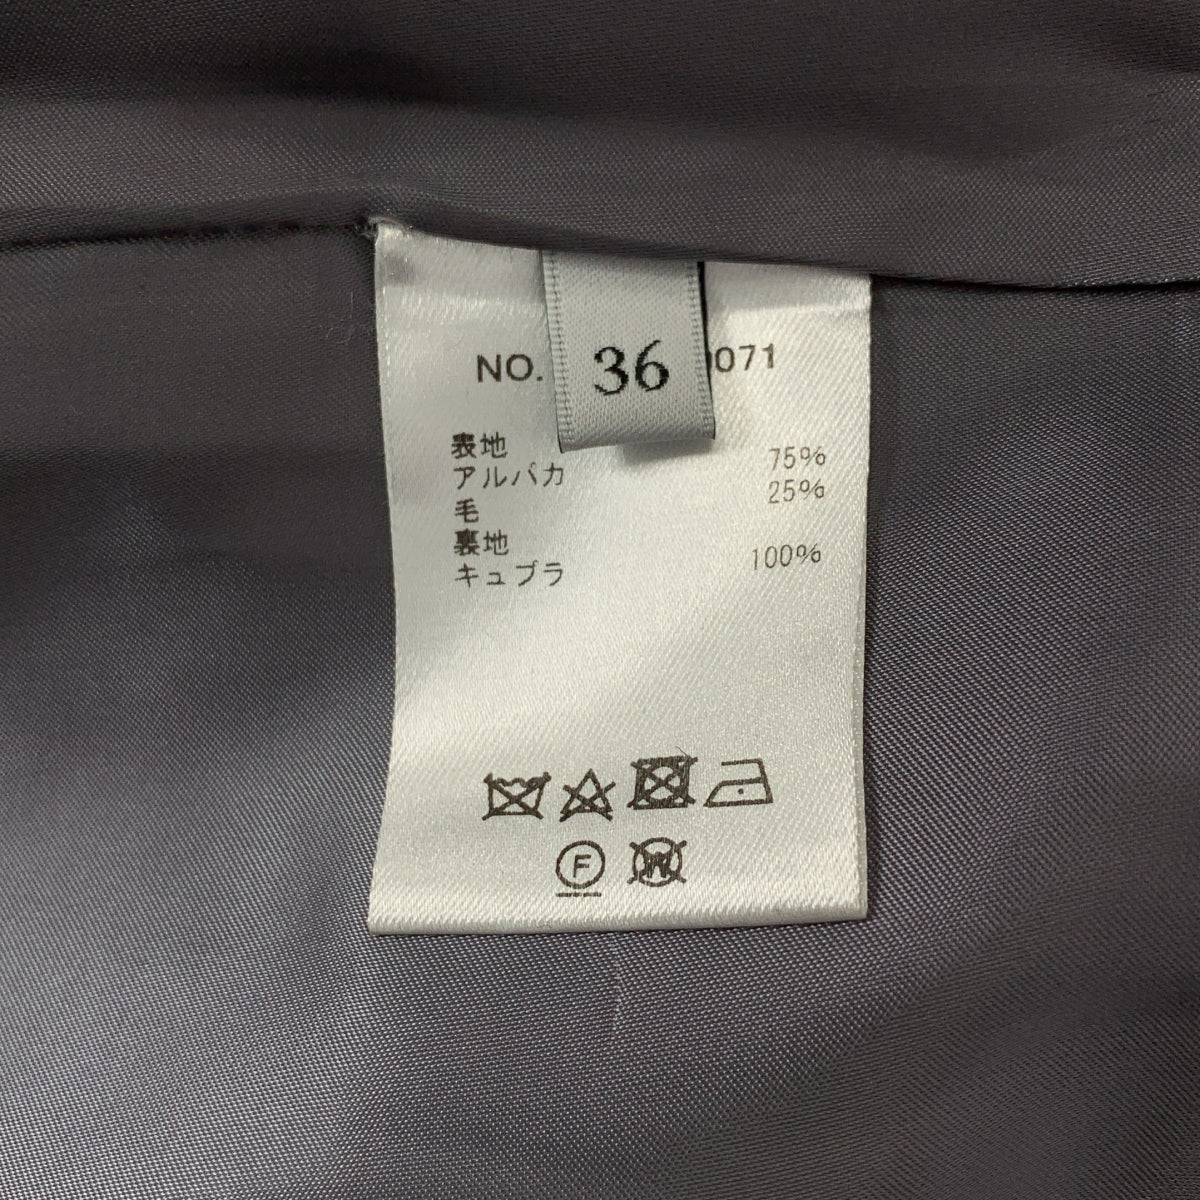 NO. 071
36
表地
アルパカ 75%
毛 25%
裏地
キュプラ 100%
F
W